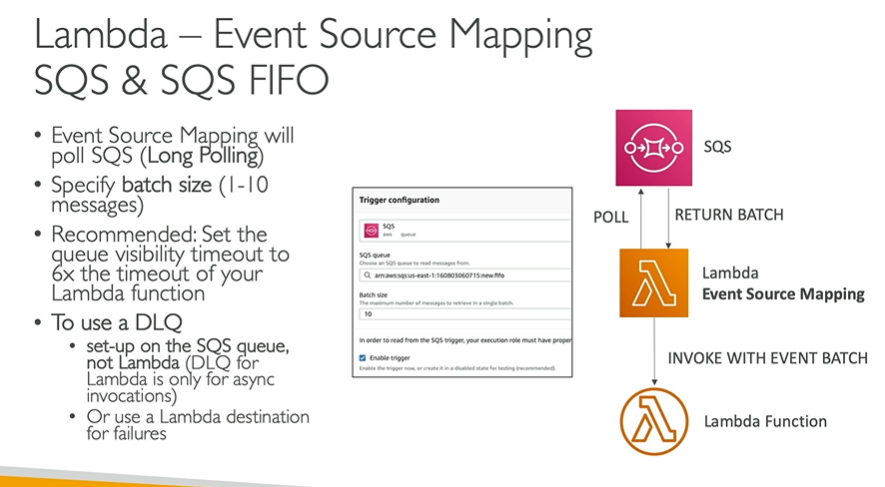 Lambda – Event Source Mapping
SQS & SQS FIFO
• Event Source Mapping will
poll SQS (Long Polling)
• Specify batch size (1-10
messages)
• Recommended: Set the
queue visibility timeout to
6x the timeout of your
Lambda function
• To use a DLQ
• set-up on the SQS queue,
not Lambda (DLQ for
Lambda is only for async
invocations)
• Or use a Lambda destination
for failures
Trigger configuration
SQS
aws queue
SQS queue
Choose an SQS queue to read messages from.
arn:aws:sqs:us-east-1:160803060715:new.fifo
Batch size
The maximum number of messages to retrieve in a single batch.
10
In order to read from the SQS trigger, your execution role must have proper
Enable trigger
Enable the trigger now, or create it in a disabled state for testing (recommended).
SQS
POLL
RETURN BATCH
Lambda
Event Source Mapping
INVOKE WITH EVENT BATCH
Lambda Function